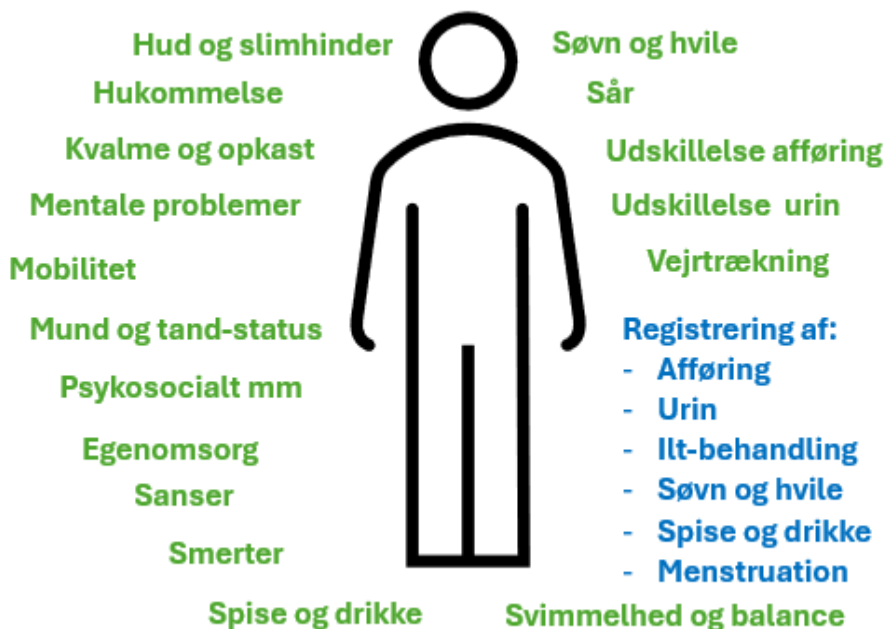 Hud og slimhinder
Hukommelse
Kvalme og opkast
Mentale problemer
Mobilitet
Mund og tand-status
Psykosocialt mm
Egenomsorg
Sanser
Smerter
Spise og drikke
Svimmelhed og balance
Søvn og hvile
Sår
Udskillelse afføring
Udskillelse urin
Vejrtrækning
Registrering af:
- Afføring
- Urin
- Ilt-behandling
- Søvn og hvile
- Spise og drikke
- Menstruation